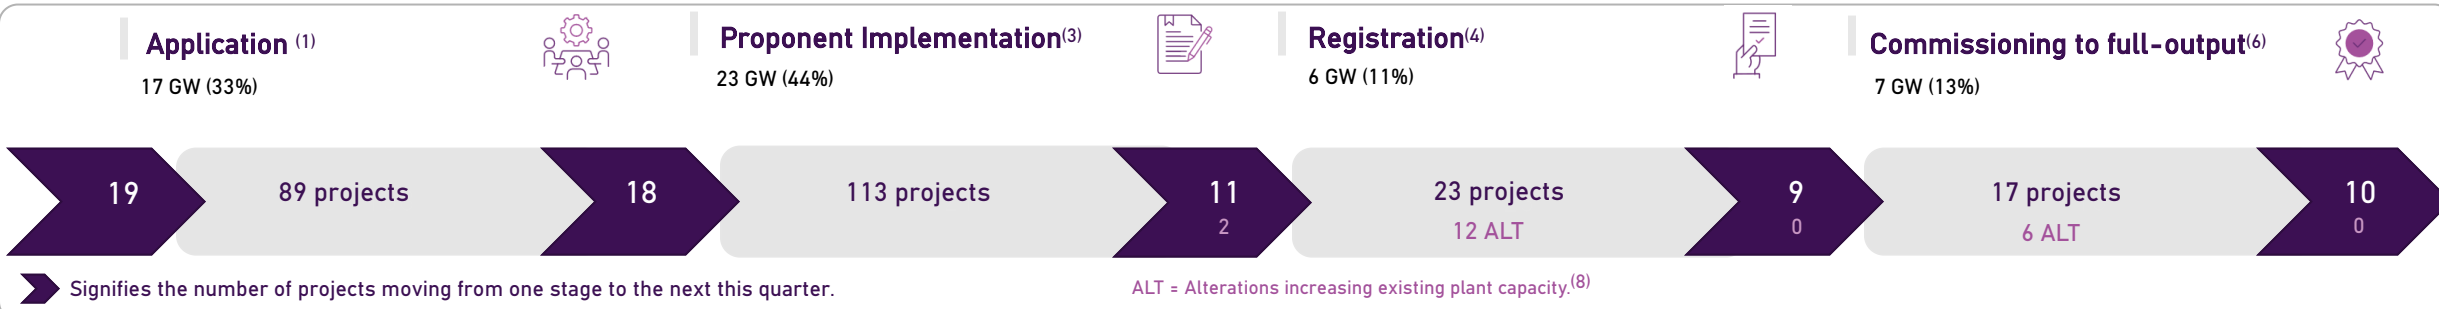 Application (1)
17 GW (33%)
Proponent Implementation(3)
23 GW (44%)
Registration(4)
6 GW (11%)
Commissioning to full-output(6)
7 GW (13%)
19
89 projects
18
113 projects
11
2
23 projects
12 ALT
9
0
17 projects
6 ALT
10
0
Signifies the number of projects moving from one stage to the next this quarter.
ALT = Alterations increasing existing plant capacity.(8)